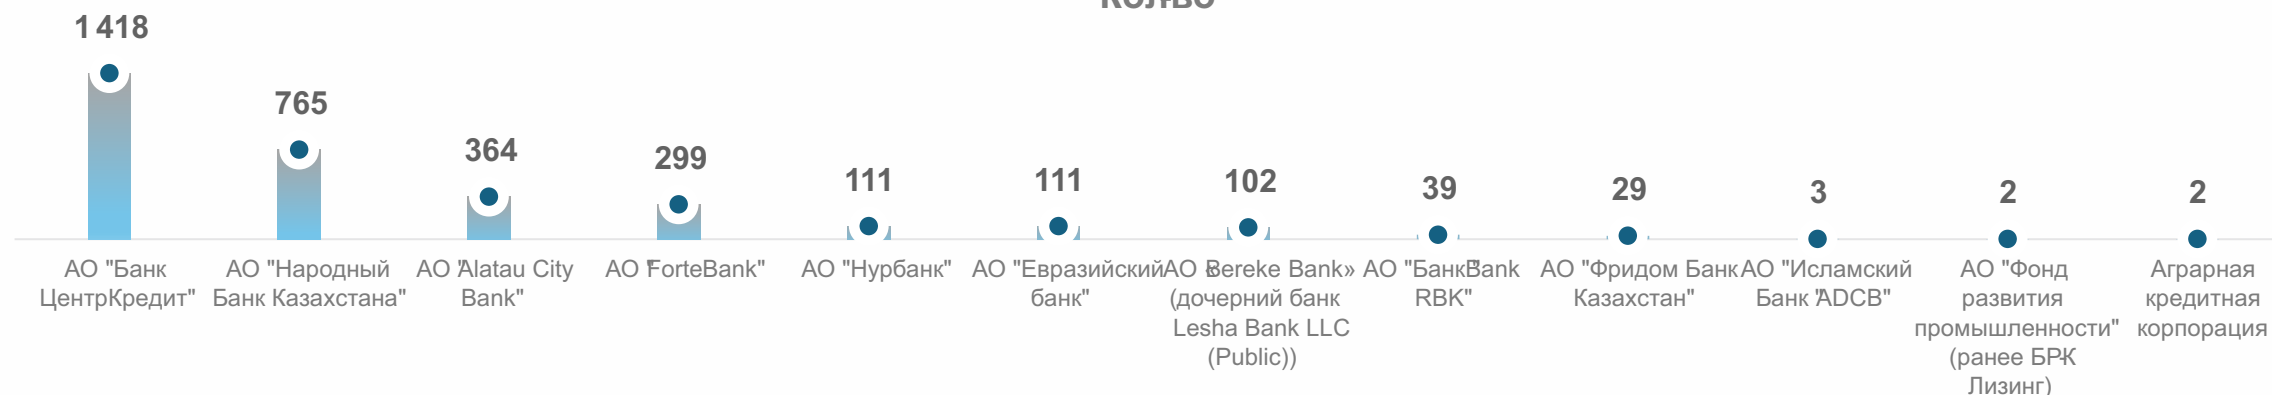 Кол-во
1 418
765
364
299
111
111
102
39
29
3
2
2
АО "Банк
ЦентрКредит"
АО "Народный
Банк Казахстана"
АО "Alatau City
Bank"
АО "ForteBank"
АО "Нурбанк"
АО "Евразийский
банк"
АО «Bereke Bank»
(дочерний банк
Lesha Bank LLC
(Public))
АО "Банк "Bank
RBK"
АО "Фридом Банк
Казахстан"
АО "Исламский
Банк "ADCB"
АО "Фонд
развития
промышленности"
(ранее БРК-
Лизинг)
Аграрная
кредитная
корпорация